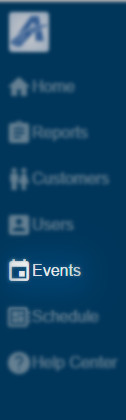 Home
Reports
Customers
Users
Events
Schedule
Help Center